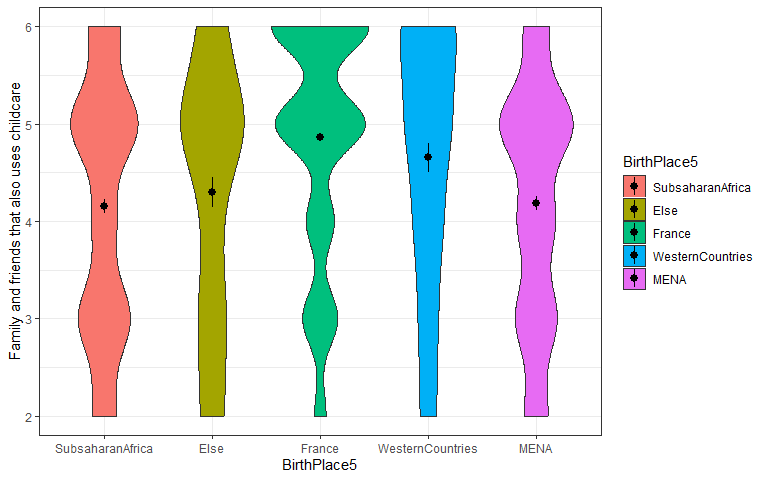 Family and friends that also uses childcare
6
5
4
3
2
SubsaharanAfrica
Else
France
WesternCountries
MENA
BirthPlace5
BirthPlace5
SubsaharanAfrica
Else
France
WesternCountries
MENA